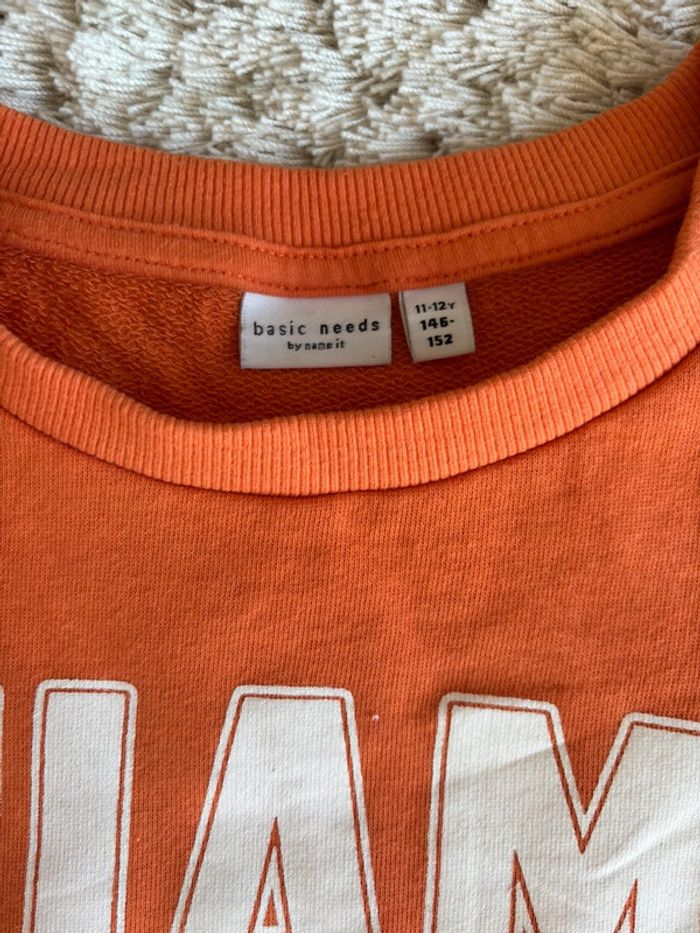 basic needs
by name it
11-12Y
146-
152
IAM